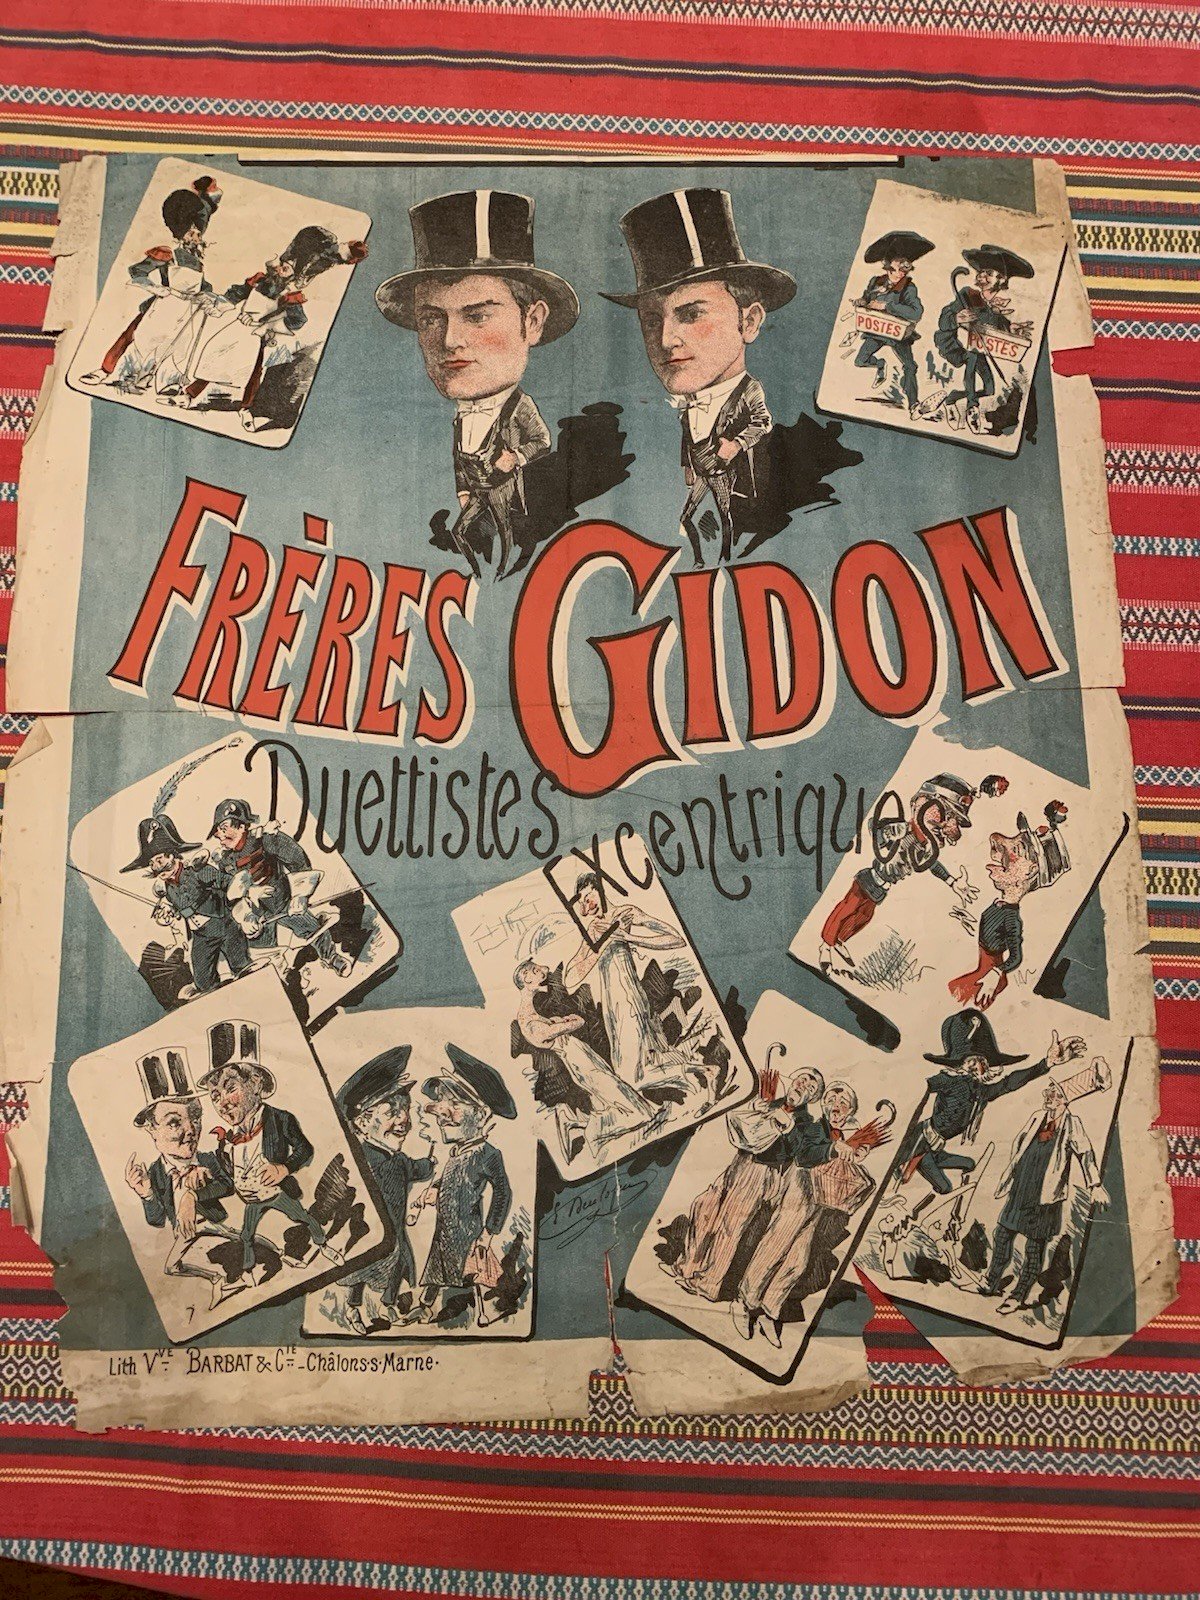 POSTES
POSTES
FRÈRES GIDON
Duettistes Excentriques
Lith Vve BARBAT & Cie - Châlons-s-Marne.